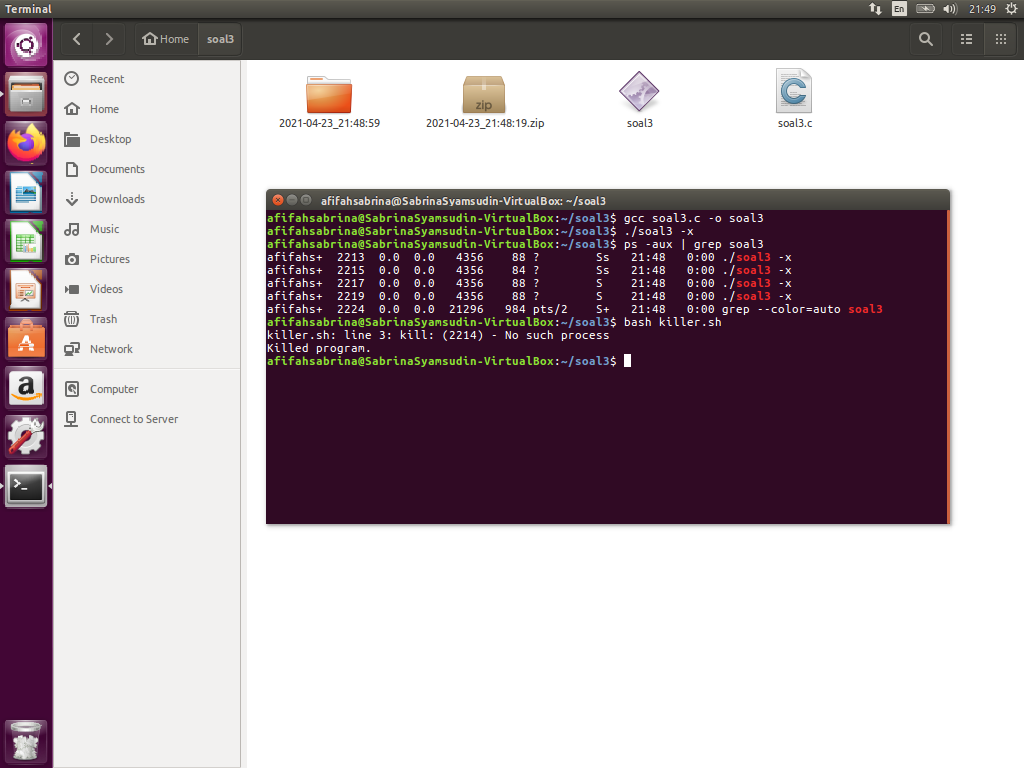 Terminal
En
21:49
Home
soal3
Recent
Home
Desktop
Documents
Downloads
Music
Pictures
Videos
Trash
Network
Computer
Connect to Server
zip
2021-04-23_21:48:59
2021-04-23_21:48:19.zip
soal3
soal3.c
afifahsabrina@SabrinaSyamsudin-VirtualBox: ~/soal3
afifahsabrina@SabrinaSyamsudin-VirtualBox:~/soal3$ gcc soal3.c -o soal3
afifahsabrina@SabrinaSyamsudin-VirtualBox:~/soal3$ ./soal3 -x
afifahsabrina@SabrinaSyamsudin-VirtualBox:~/soal3$ ps -aux | grep soal3
afifahs+  2213  0.0  0.0   4356    88 ?        Ss   21:48   0:00 ./soal3 -x
afifahs+  2215  0.0  0.0   4356    84 ?        Ss   21:48   0:00 ./soal3 -x
afifahs+  2217  0.0  0.0   4356    88 ?        S    21:48   0:00 ./soal3 -x
afifahs+  2219  0.0  0.0   4356    88 ?        S    21:48   0:00 ./soal3 -x
afifahs+  2224  0.0  0.0  21296   984 pts/2    S+   21:48   0:00 grep --color=auto soal3
afifahsabrina@SabrinaSyamsudin-VirtualBox:~/soal3$ bash killer.sh
killer.sh: line 3: kill: (2214) - No such process
Killed program.
afifahsabrina@SabrinaSyamsudin-VirtualBox:~/soal3$